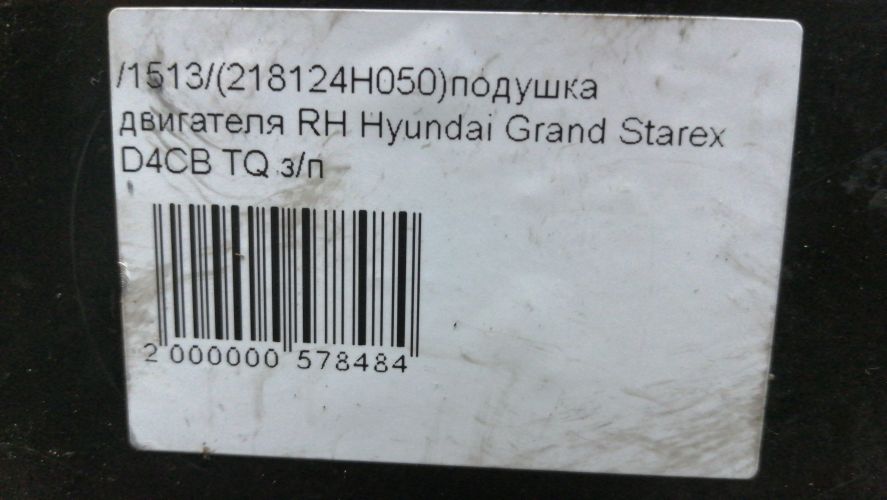 /1513/(218124H050)подушка
двигателя RH Hyundai Grand Starex
D4CB TQ з/п
2 000000 578484